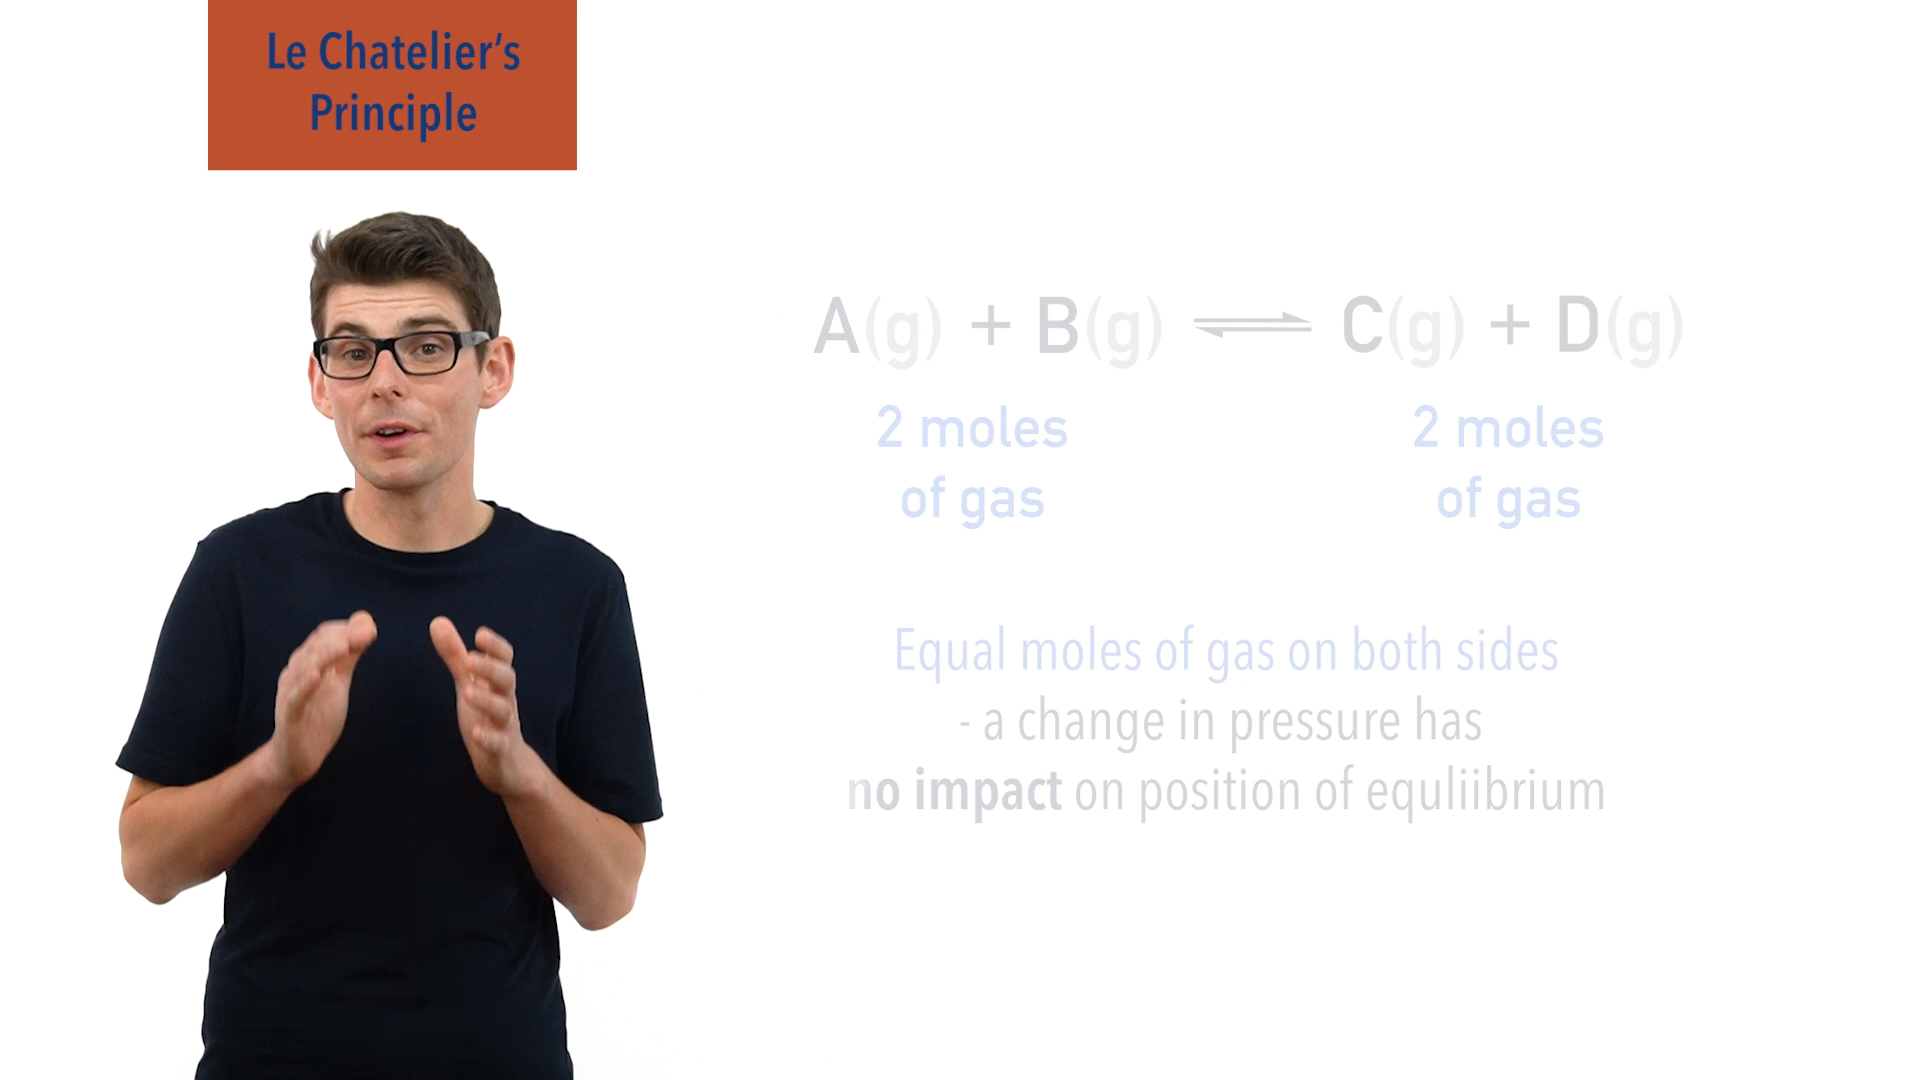 Le Chatelier‘s
Principle
A(g) + B(g) ⇌ C(g) + D(g)
2 moles
of gas
2 moles
of gas
Equal moles of gas on both sides
- a change in pressure has
no impact on position of equliibrium